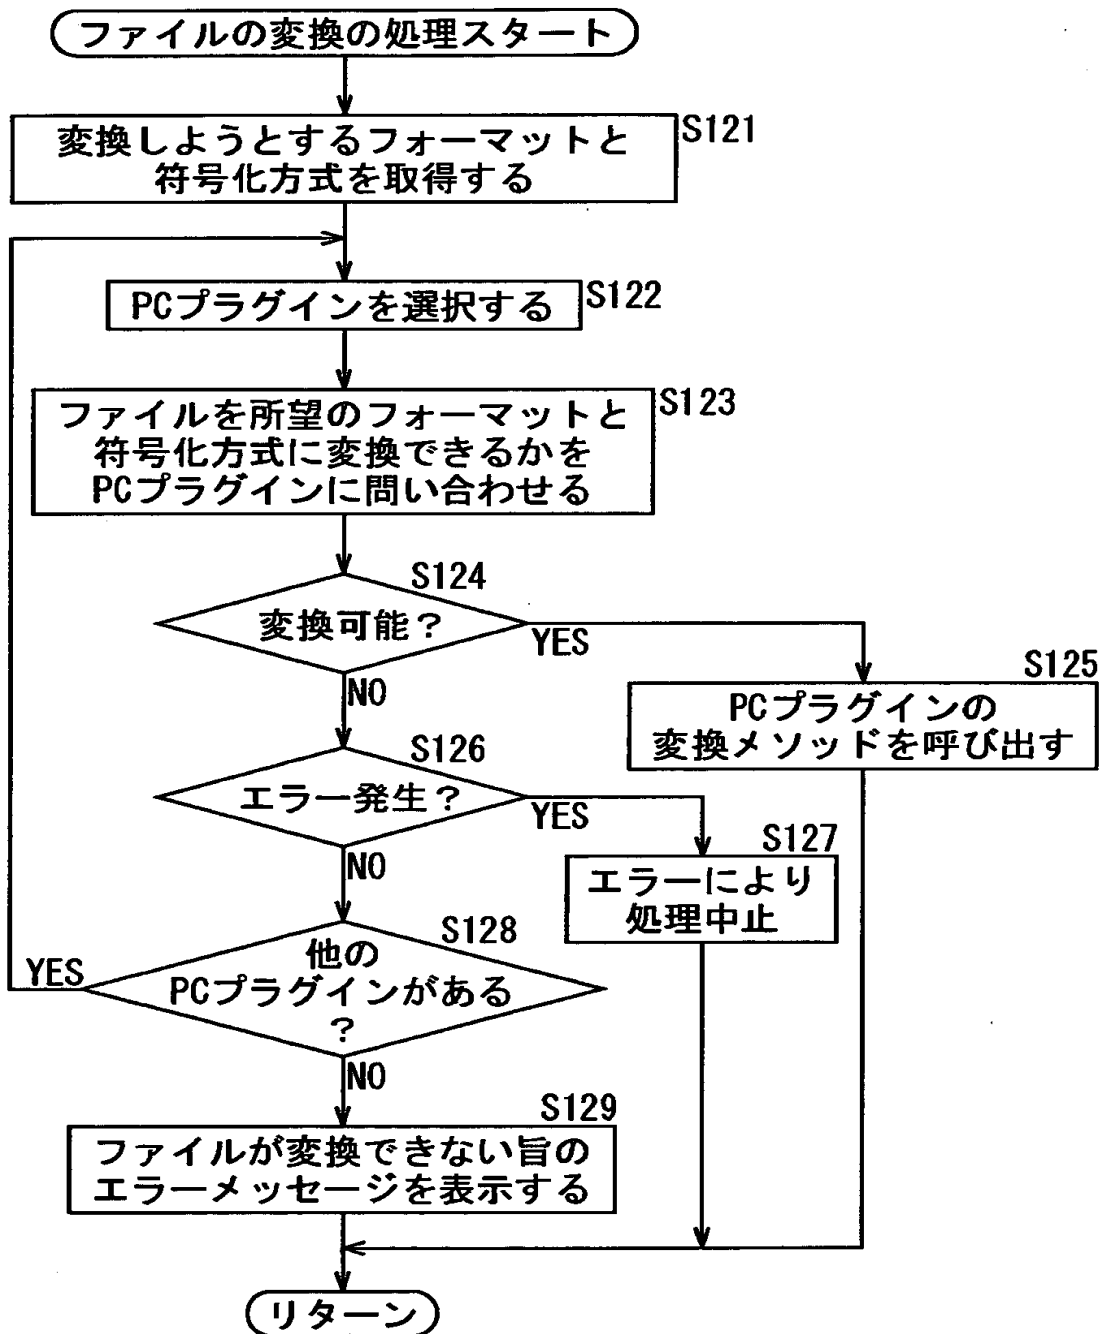 ファイルの変換の処理スタート
S121
変換しようとするフォーマットと
符号化方式を取得する
PCプラグインを選択する
S122
S123
ファイルを所望のフォーマットと
符号化方式に変換できるかを
PCプラグインに問い合わせる
S124
変換可能?
YES
NO
S125
PCプラグインの
変換メソッドを呼び出す
S126
エラー発生?
YES
NO
S127
エラーにより
処理中止
S128
他の
PCプラグインがある
?
YES
NO
S129
ファイルが変換できない旨の
エラーメッセージを表示する
リターン